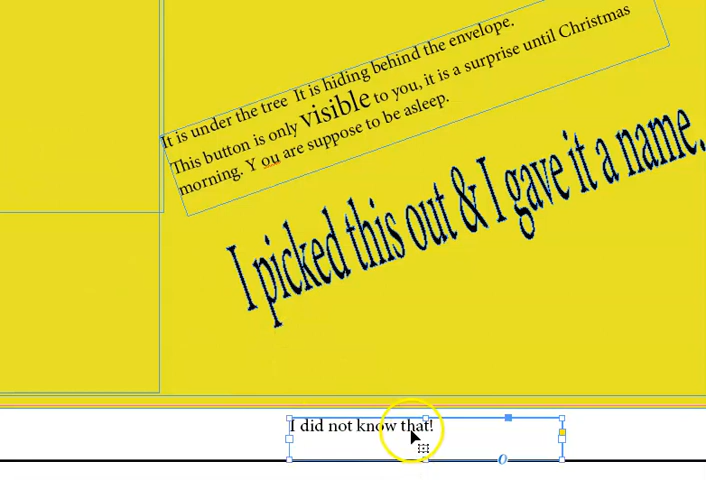 It is under the tree It is hiding behind the envelope.
This button is only visible to you, it is a surprise until Christmas
morning. Y ou are suppose to be asleep.
I picked this out & I gave it a name.
I did not know that!